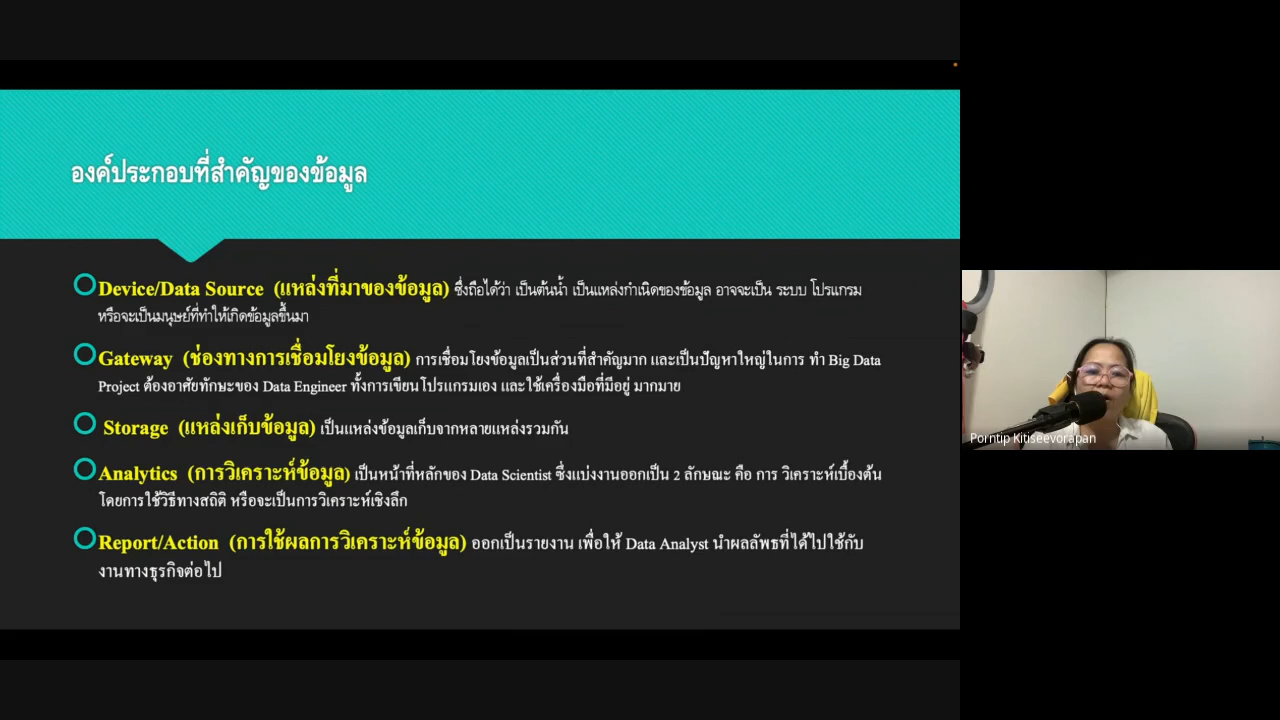 องค์ประกอบที่สำคัญของข้อมูล
Device/Data Source (แหล่งที่มาของข้อมูล) ซึ่งถือได้ว่า เป็นต้นน้ำ เป็นแหล่งกำเนิดของข้อมูล อาจจะเป็น ระบบ โปรแกรม
หรือจะเป็นมนุษย์ที่ทำให้เกิดข้อมูลขึ้นมา
Gateway (ช่องทางการเชื่อมโยงข้อมูล) การเชื่อมโยงข้อมูลเป็นส่วนที่สำคัญมาก และเป็นปัญหาใหญ่ในการ ทำ Big Data
Project ต้องอาศัยทักษะของ Data Engineer ทั้งการเขียนโปรแกรมเอง และใช้เครื่องมือที่มีอยู่ มากมาย
Storage (แหล่งเก็บข้อมูล) เป็นแหล่งข้อมูลเก็บจากหลายแหล่งรวมกัน
Analytics (การวิเคราะห์ข้อมูล) เป็นหน้าที่หลักของ Data Scientist ซึ่งแบ่งงานออกเป็น 2 ลักษณะ คือ การ วิเคราะห์เบื้องต้น
โดยการใช้วิธีทางสถิติ หรือจะเป็นการวิเคราะห์เชิงลึก
Report/Action (การใช้ผลการวิเคราะห์ข้อมูล) ออกเป็นรายงาน เพื่อให้ Data Analyst นำผลลัพธที่ได้ไปใช้กับ
งานทางธุรกิจต่อไป
Porntip Kitiseevorapan